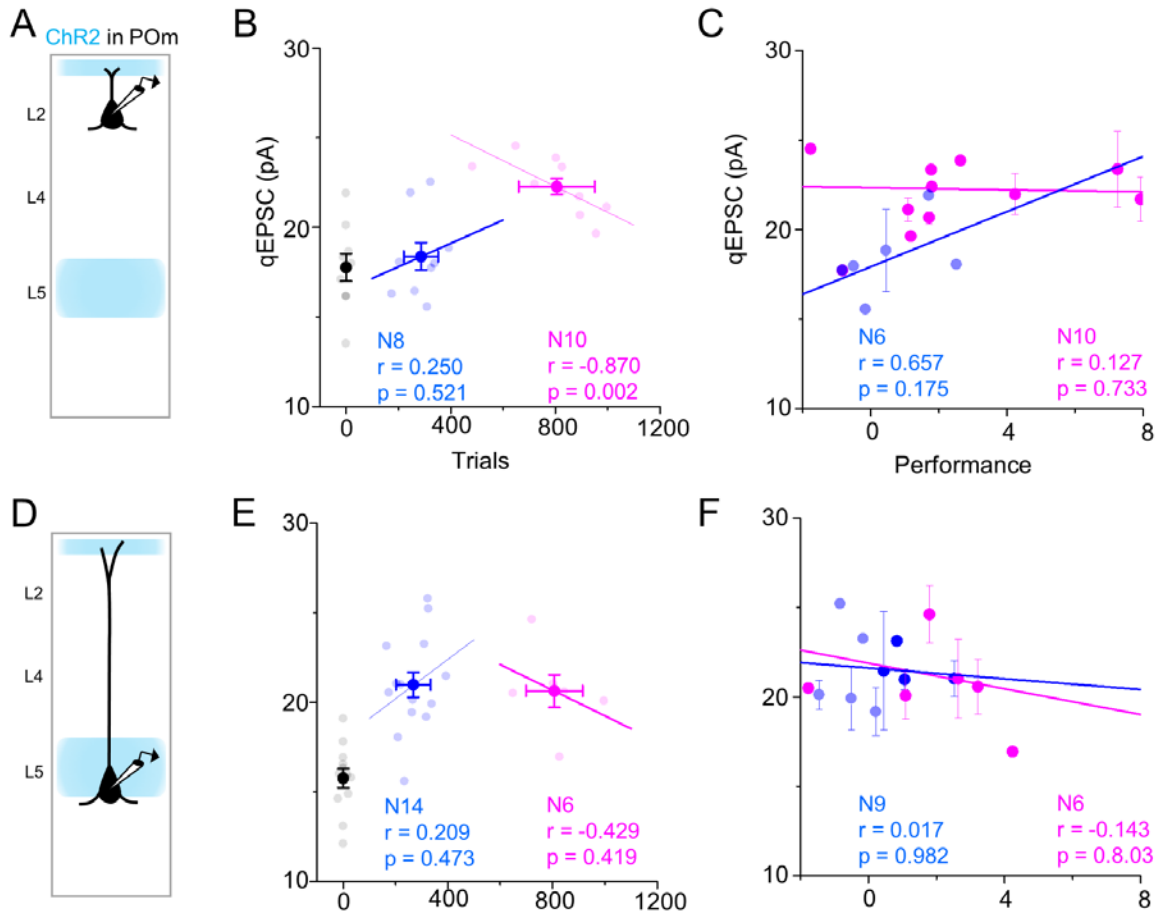 A
ChR2 in POm
L2
L4
L5
B
30
20
10
qEPSC (pA)
N8
r = 0.250
p = 0.521
N10
r = -0.870
p = 0.002
0
400
800
1200
Trials
C
30
20
10
qEPSC (pA)
N6
r = 0.657
p = 0.175
N10
r = 0.127
p = 0.733
0
4
8
Performance
D
L2
L4
L5
E
30
20
10
N14
r = 0.209
p = 0.473
N6
r = -0.429
p = 0.419
0
400
800
1200
F
30
20
10
N9
r = 0.017
p = 0.982
N6
r = -0.143
p = 0.8.03
0
4
8